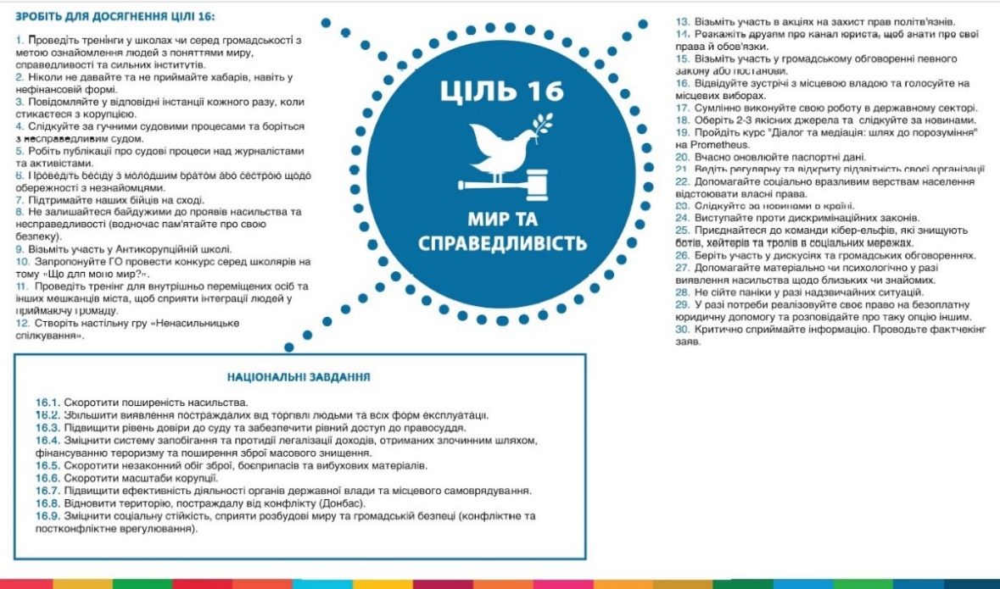 ЗРОБІТЬ ДЛЯ ДОСЯГНЕННЯ ЦІЛІ 16:
1. Проведіть тренінги у школах чи серед громадськості з
метою ознайомлення людей з поняттями миру,
справедливості та сильних інститутів.
2. Ніколи не давайте та не приймайте хабарів, навіть у
нефінансовій формі.
3. Повідомляйте у відповідні інстанції кожного разу, коли
стикаєтеся з корупцією.
4. Слідкуйте за гучними судовими процесами та боріться
з несправедливим судом.
5. Робіть публікації про судові процеси над журналістами
та активістами.
6. Проведіть бесіду з молодшим братом або сестрою щодо
обережності з незнайомцями.
7. Підтримайте наших бійців на сході.
8. Не залишайтеся байдужими до проявів насильства та
несправедливості (водночас пам'ятайте про свою
безпеку).
9. Візьміть участь у Антикорупційній школі.
10. Запропонуйте ГО провести конкурс серед школярів на
тому «Що для мене мир?».
11. Проведіть тренінг для внутрішньо переміщених осіб та
інших мешканців міста, щоб сприяти інтеграції людей у
приймаючу громаду.
12. Створіть настільну гру «Ненасильницьке
спілкування».
ЦІЛЬ 16
МИР ТА
СПРАВЕДЛИВІСТЬ
13. Візьміть участь в акціях на захист прав політв'язнів.
14. Розкажіть друзям про канал юриста, щоб знати про свої
права й обов'язки.
15. Візьміть участь у громадському обговоренні певного
закону або постанови.
16. Відвідуйте зустрічі з місцевою владою та голосуйте на
місцевих виборах.
17. Сумлінно виконуйте свою роботу в державному секторі.
18. Оберіть 2-3 якісних джерела та слідкуйте за новинами.
19. Пройдіть курс "Діалог та медіація: шлях до порозуміння"
на Prometheus.
20. Вчасно оновлюйте паспортні дані.
21. Ведіть регулярну та відкриту підзвітність своєї організації
22. Допомагайте соціально вразливим верствам населення
відстоювати власні права.
23. Слідкуйте за новинами в країні.
24. Виступайте проти дискримінаційних законів.
25. Приєднайтеся до команди кібер-ельфів, які знищують
ботів, хейтерів та тролів в соціальних мережах.
26. Беріть участь у дискусіях та громадських обговореннях.
27. Допомагайте матеріально чи психологічно у разі
виявлення насильства щодо близьких чи знайомих.
28. Не сійте паніки у разі надзвичайних ситуацій.
29. У разі потреби реалізовуйте своє право на безоплатну
юридичну допомогу та розповідайте про таку опцію іншим.
30. Критично сприймайте інформацію. Проводьте фактчекінг
заяв.
НАЦІОНАЛЬНІ ЗАВДАННЯ
16.1. Скоротити поширеність насильства.
16.2. Збільшити виявлення постраждалих від торгівлі людьми та всіх форм експлуатації.
16.3. Підвищити рівень довіри до суду та забезпечити рівний доступ до правосуддя.
16.4. Зміцнити систему запобігання та протидії легалізації доходів, отриманих злочинним шляхом,
фінансуванню тероризму та поширення зброї масового знищення.
16.5. Скоротити незаконний обіг зброї, боєприпасів та вибухових матеріалів.
16.6. Скоротити масштаби корупції.
16.7. Підвищити ефективність діяльності органів державної влади та місцевого самоврядування.
16.8. Відновити територію, постраждалу від конфлікту (Донбас).
16.9. Зміцнити соціальну стійкість, сприяти розбудові миру та громадській безпеці (конфліктне та
постконфліктне врегулювання).